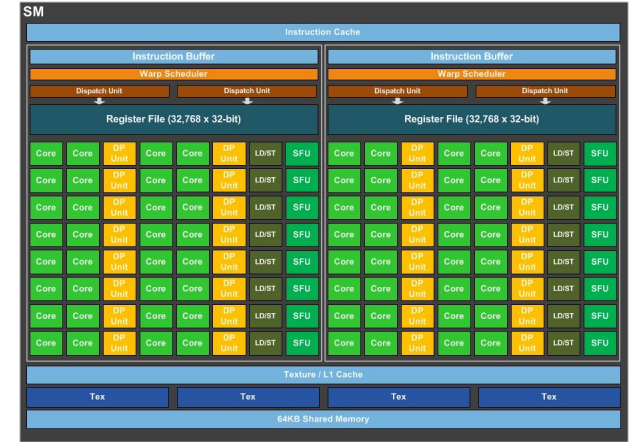 SM
Instruction Cache
Instruction Buffer Instruction Buffer
Warp Scheduler Warp Scheduler
Dispatch Unit Dispatch Unit Dispatch Unit Dispatch Unit
Register File (32,768 x 32-bit) Register File (32,768 x 32-bit)
Core Core DP Unit Core Core DP Unit LD/ST SFU Core Core DP Unit Core Core DP Unit LD/ST SFU
Core Core DP Unit Core Core DP Unit LD/ST SFU Core Core DP Unit Core Core DP Unit LD/ST SFU
Core Core DP Unit Core Core DP Unit LD/ST SFU Core Core DP Unit Core Core DP Unit LD/ST SFU
Core Core DP Unit Core Core DP Unit LD/ST SFU Core Core DP Unit Core Core DP Unit LD/ST SFU
Core Core DP Unit Core Core DP Unit LD/ST SFU Core Core DP Unit Core Core DP Unit LD/ST SFU
Core Core DP Unit Core Core DP Unit LD/ST SFU Core Core DP Unit Core Core DP Unit LD/ST SFU
Core Core DP Unit Core Core DP Unit LD/ST SFU Core Core DP Unit Core Core DP Unit LD/ST SFU
Core Core DP Unit Core Core DP Unit LD/ST SFU Core Core DP Unit Core Core DP Unit LD/ST SFU
Texture / L1 Cache
Tex Tex Tex Tex
64KB Shared Memory